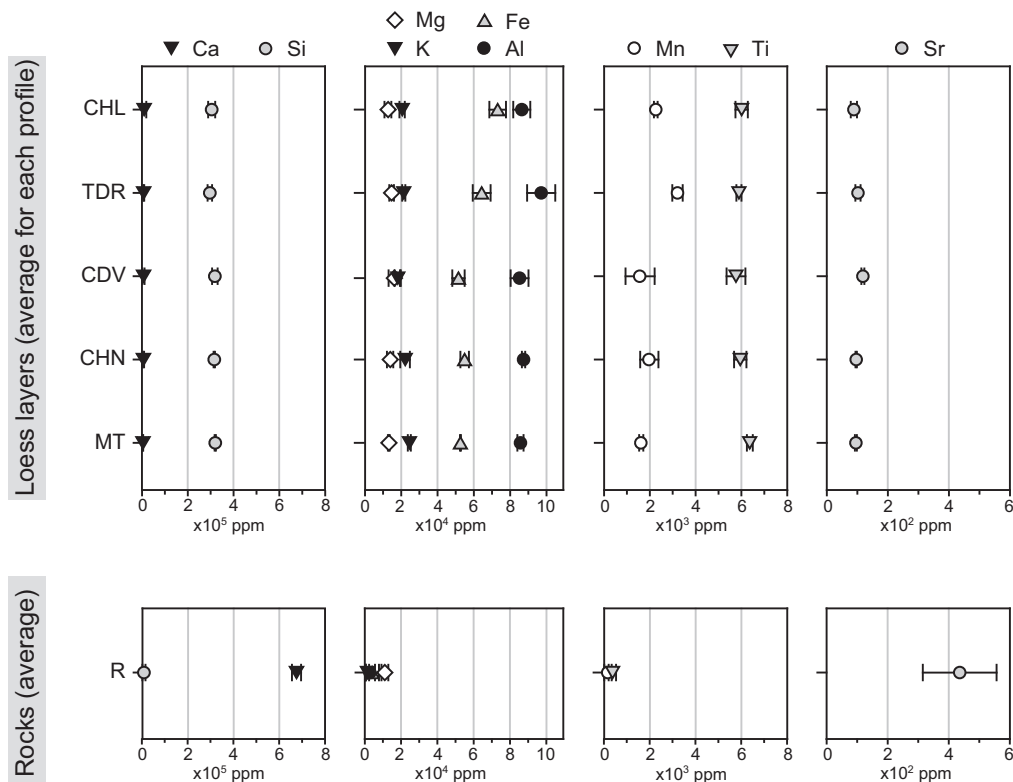 Mg Fe
Ca Si K Al Mn Ti Sr
Loess layers (average for each profile)
CHL
TDR
CDV
CHN
MT
0 2 4 6 8 0 2 4 6 8 10 0 2 4 6 8 0 2 4 6
x10⁵ ppm x10⁴ ppm x10³ ppm x10² ppm
Rocks (average)
R
0 2 4 6 8 0 2 4 6 8 10 0 2 4 6 8 0 2 4 6
x10⁵ ppm x10⁴ ppm x10³ ppm x10² ppm